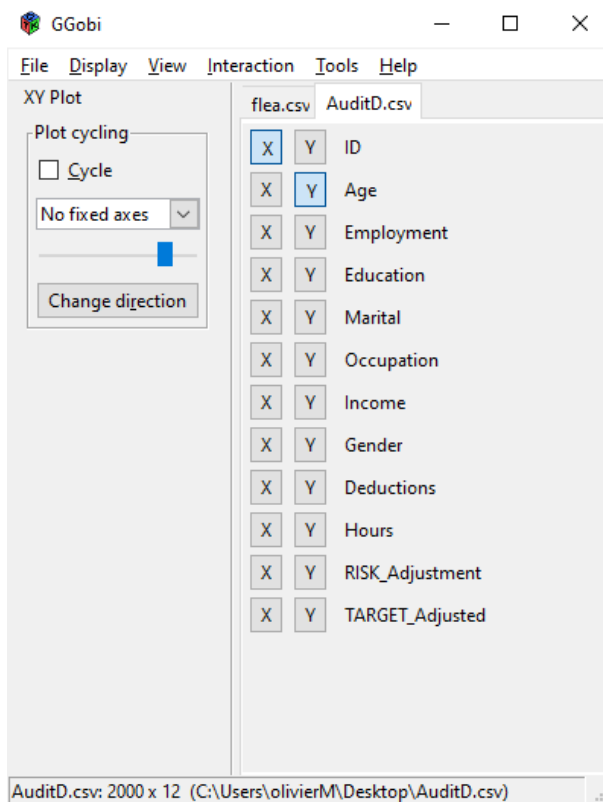 GGobi
File Display View Interaction Tools Help
XY Plot
Plot cycling
Cycle
No fixed axes
Change direction
flea.csv AuditD.csv
X Y ID
X Y Age
X Y Employment
X Y Education
X Y Marital
X Y Occupation
X Y Income
X Y Gender
X Y Deductions
X Y Hours
X Y RISK_Adjustment
X Y TARGET_Adjusted
AuditD.csv: 2000 x 12 (C:\Users\olivierM\Desktop\AuditD.csv)